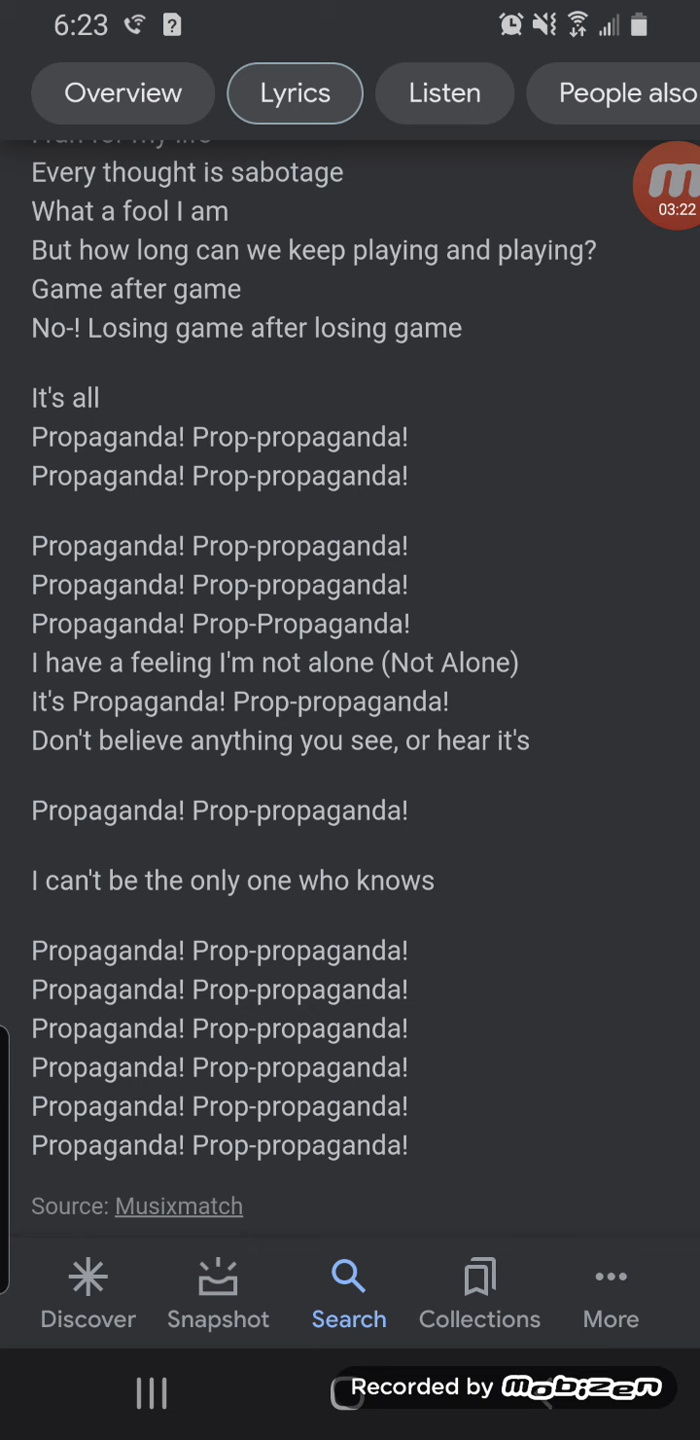 6:23
Overview
Lyrics
Listen
People also
Every thought is sabotage
03:22
What a fool I am
But how long can we keep playing and playing?
Game after game
No-! Losing game after losing game
It's all
Propaganda! Prop-propaganda!
Propaganda! Prop-propaganda!
Propaganda! Prop-propaganda!
Propaganda! Prop-propaganda!
Propaganda! Prop-Propaganda!
I have a feeling I'm not alone (Not Alone)
It's Propaganda! Prop-propaganda!
Don't believe anything you see, or hear it's
Propaganda! Prop-propaganda!
I can't be the only one who knows
Propaganda! Prop-propaganda!
Propaganda! Prop-propaganda!
Propaganda! Prop-propaganda!
Propaganda! Prop-propaganda!
Propaganda! Prop-propaganda!
Propaganda! Prop-propaganda!
Source: Musixmatch
Discover
Snapshot
Search
Collections
More
Recorded by mobizen